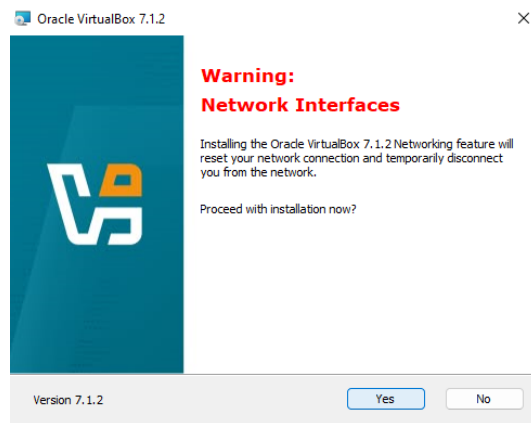 Oracle VirtualBox 7.1.2
Warning:
Network Interfaces
Installing the Oracle VirtualBox 7.1.2 Networking feature will
reset your network connection and temporarily disconnect
you from the network.
Proceed with installation now?
Version 7.1.2
Yes
No